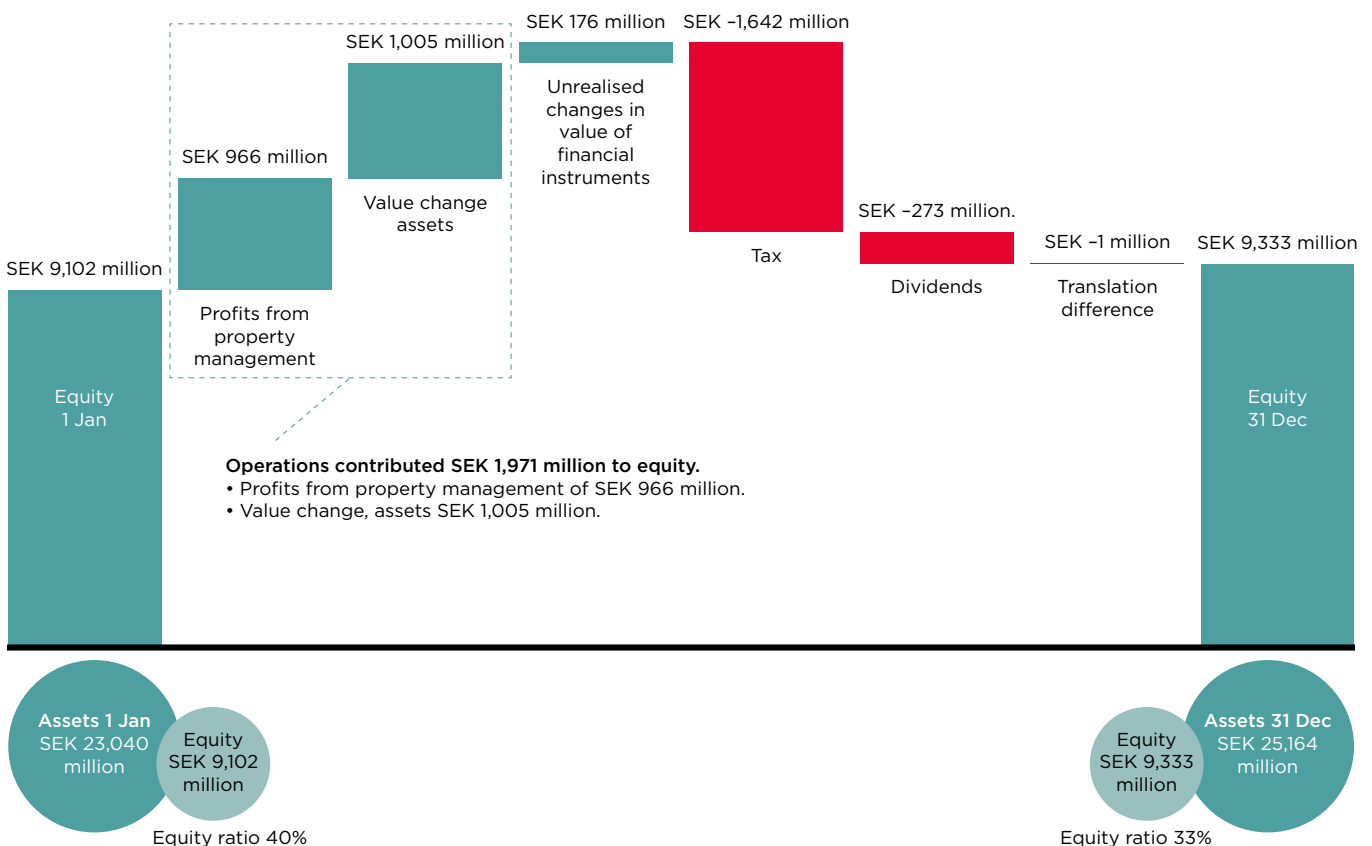 SEK 9,102 million
Equity
1 Jan
SEK 966 million
Profits from
property
management
SEK 1,005 million
Value change
assets
SEK 176 million
Unrealised
changes in
value of
financial
instruments
SEK –1,642 million
Tax
SEK –273 million.
Dividends
SEK –1 million
Translation
difference
SEK 9,333 million
Equity
31 Dec
Operations contributed SEK 1,971 million to equity.
• Profits from property management of SEK 966 million.
• Value change, assets SEK 1,005 million.
Assets 1 Jan
SEK 23,040
million
Equity
SEK 9,102
million
Equity ratio 40%
Equity
SEK 9,333
million
Equity ratio 33%
Assets 31 Dec
SEK 25,164
million